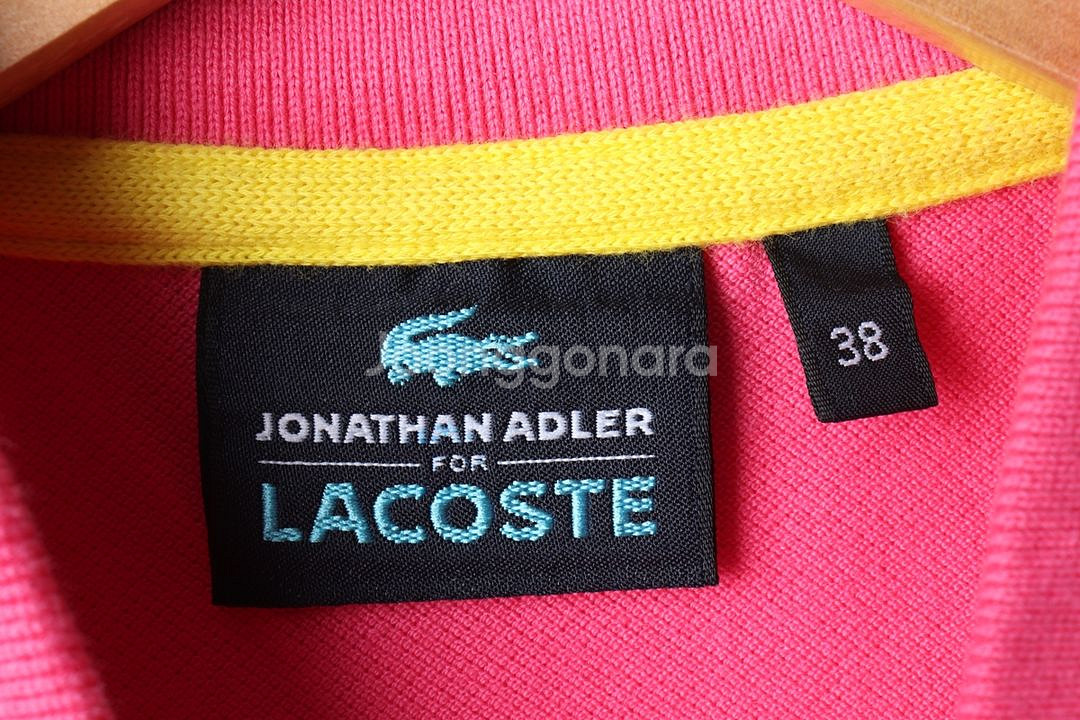 JONATHAN ADLER
FOR
LACOSTE
38